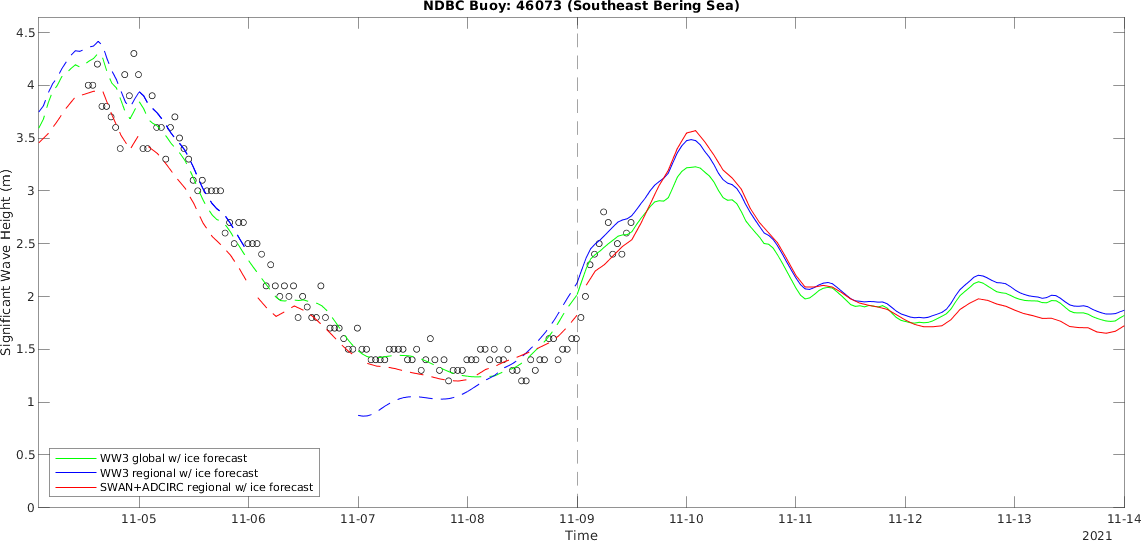 NDBC Buoy: 46073 (Southeast Bering Sea)
Significant Wave Height (m)
4.5
4
3.5
3
2.5
2
1.5
1
0.5
0
WW3 global w/ ice forecast
WW3 regional w/ ice forecast
SWAN+ADCIRC regional w/ ice forecast
11-05 11-06 11-07 11-08 11-09 11-10 11-11 11-12 11-13 11-14
Time
2021